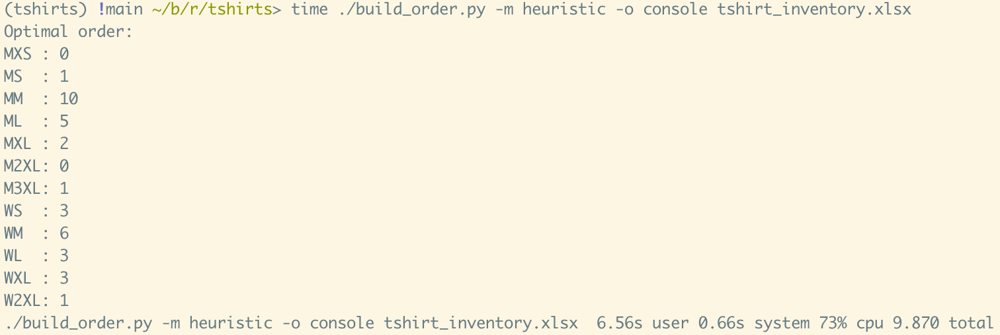 (tshirts) !main ~/b/r/tshirts> time ./build_order.py -m heuristic -o console tshirt_inventory.xlsx
Optimal order:
MXS : 0
MS  : 1
MM  : 10
ML  : 5
MXL : 2
M2XL: 0
M3XL: 1
WS  : 3
WM  : 6
WL  : 3
WXL : 3
W2XL: 1
./build_order.py -m heuristic -o console tshirt_inventory.xlsx  6.56s user 0.66s system 73% cpu 9.870 total